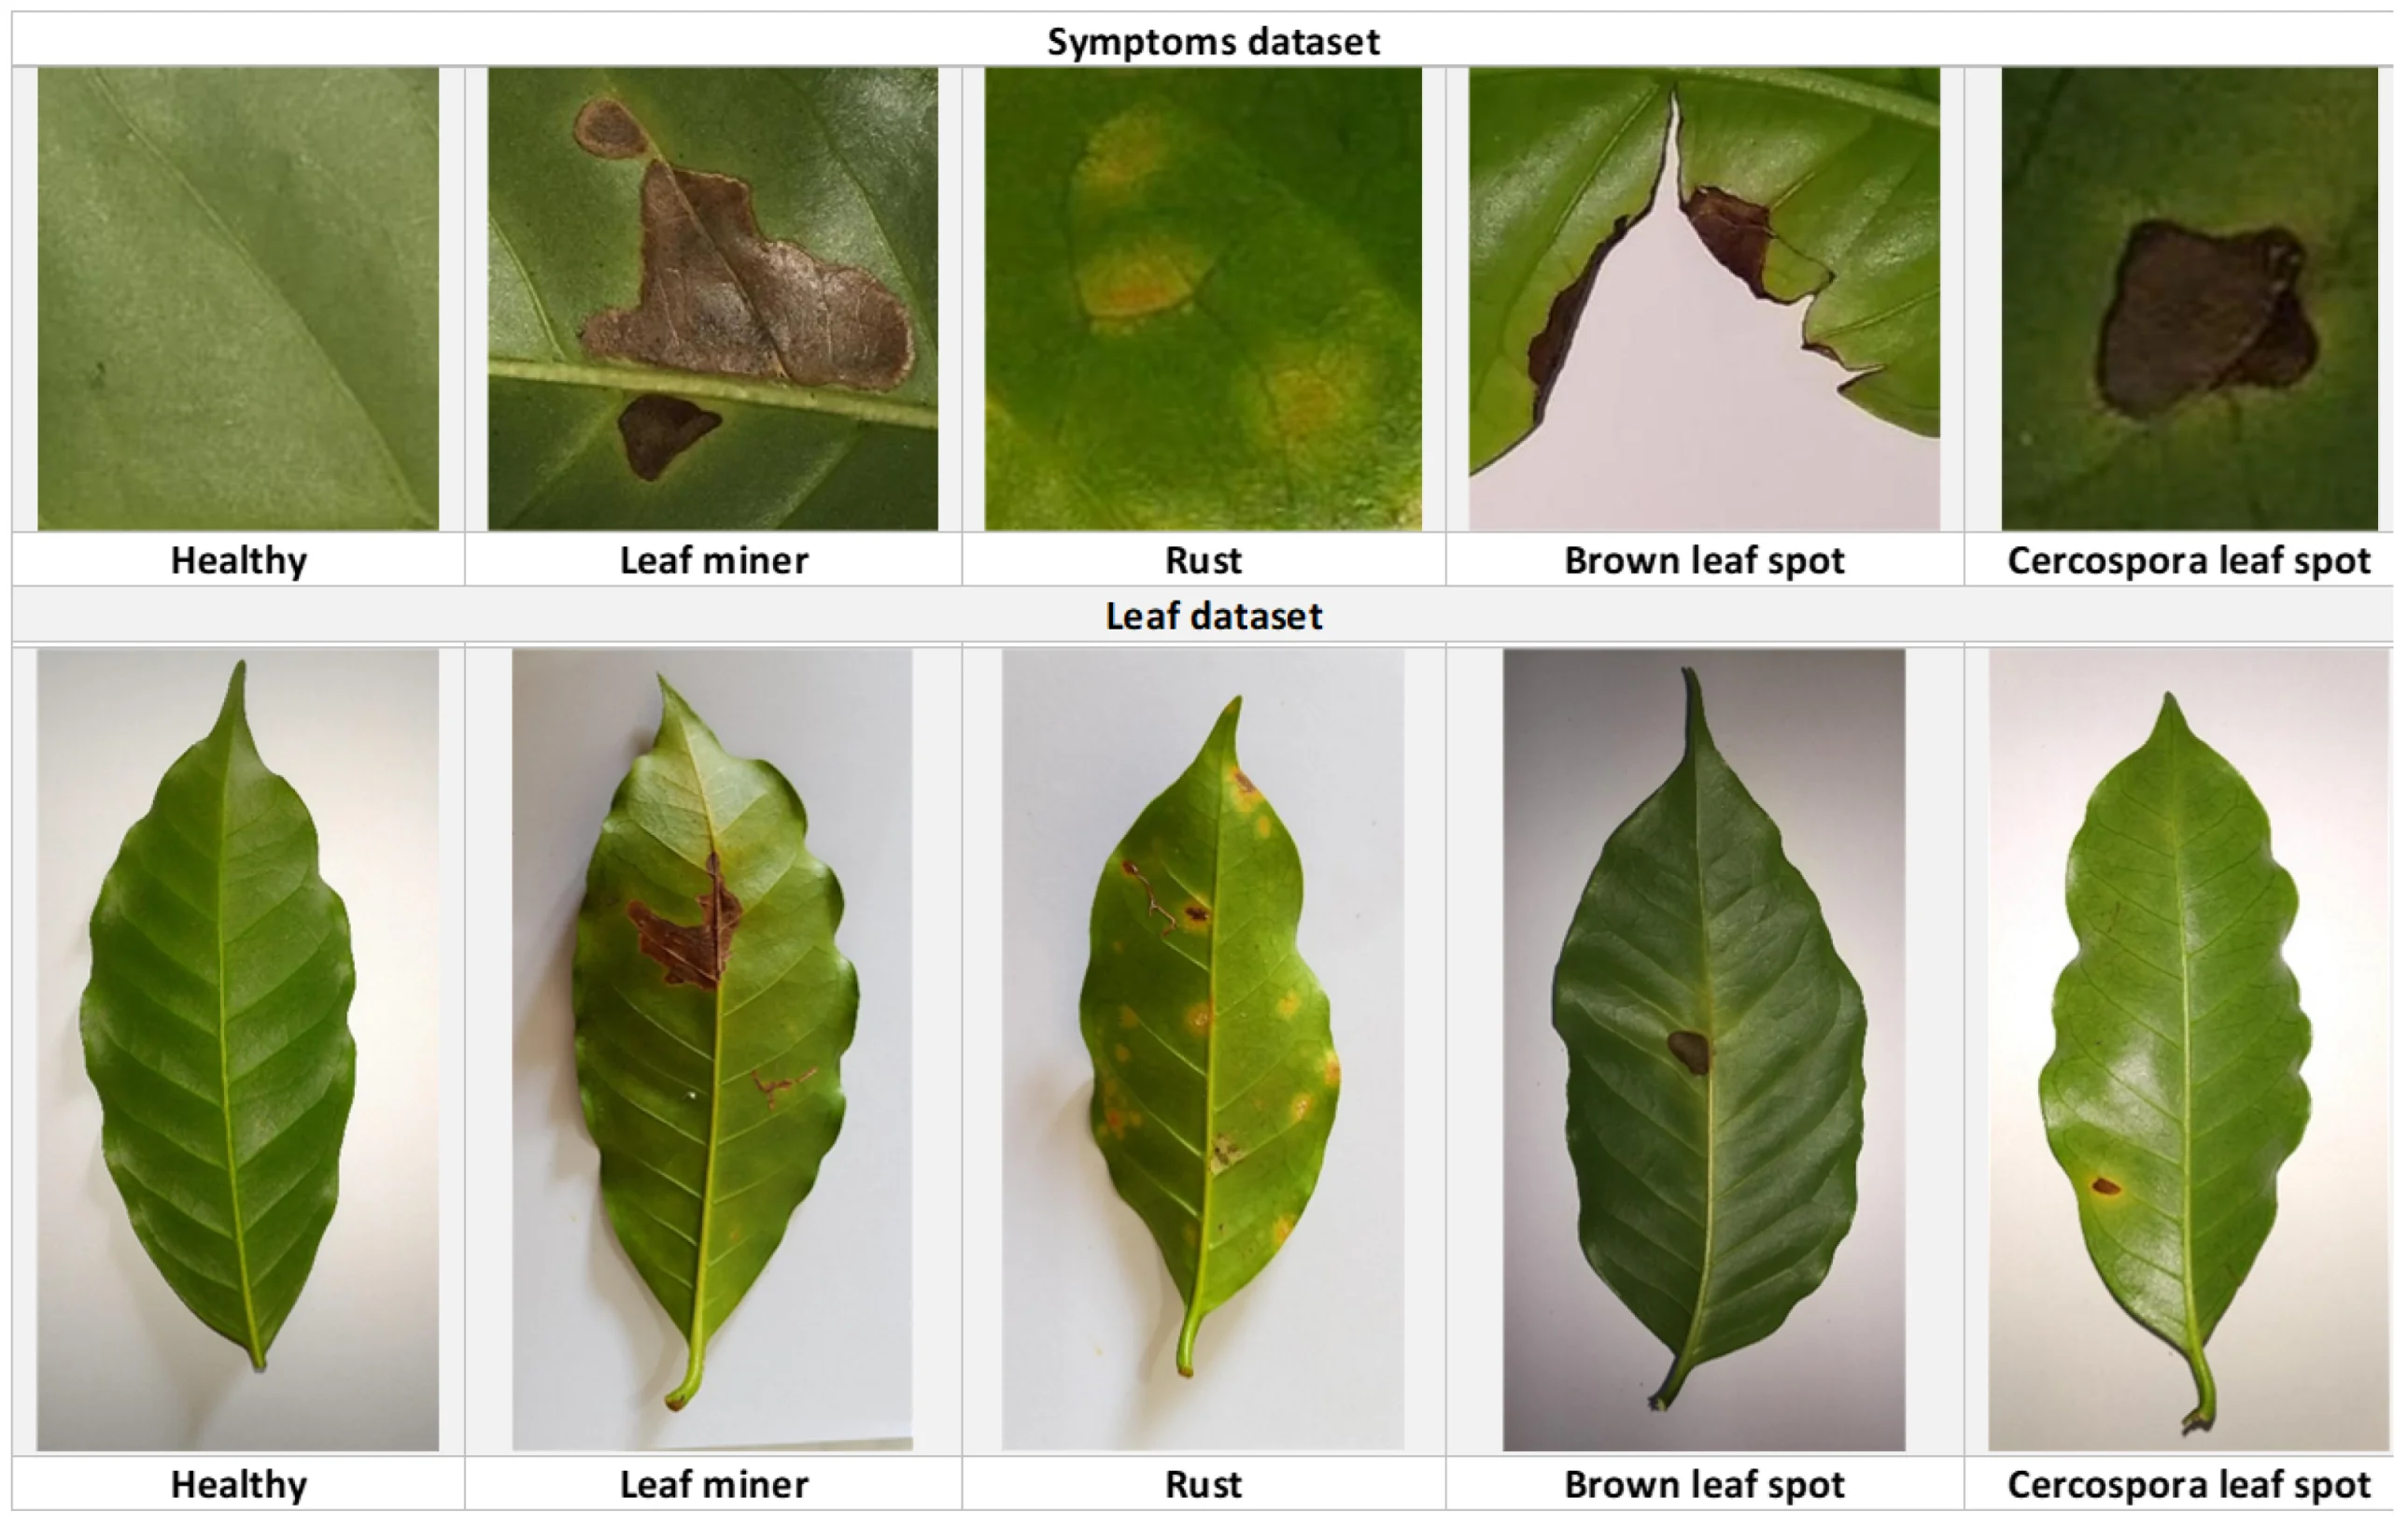 Symptoms dataset
Healthy
Leaf miner
Rust
Brown leaf spot
Cercospora leaf spot
Leaf dataset
Healthy
Leaf miner
Rust
Brown leaf spot
Cercospora leaf spot